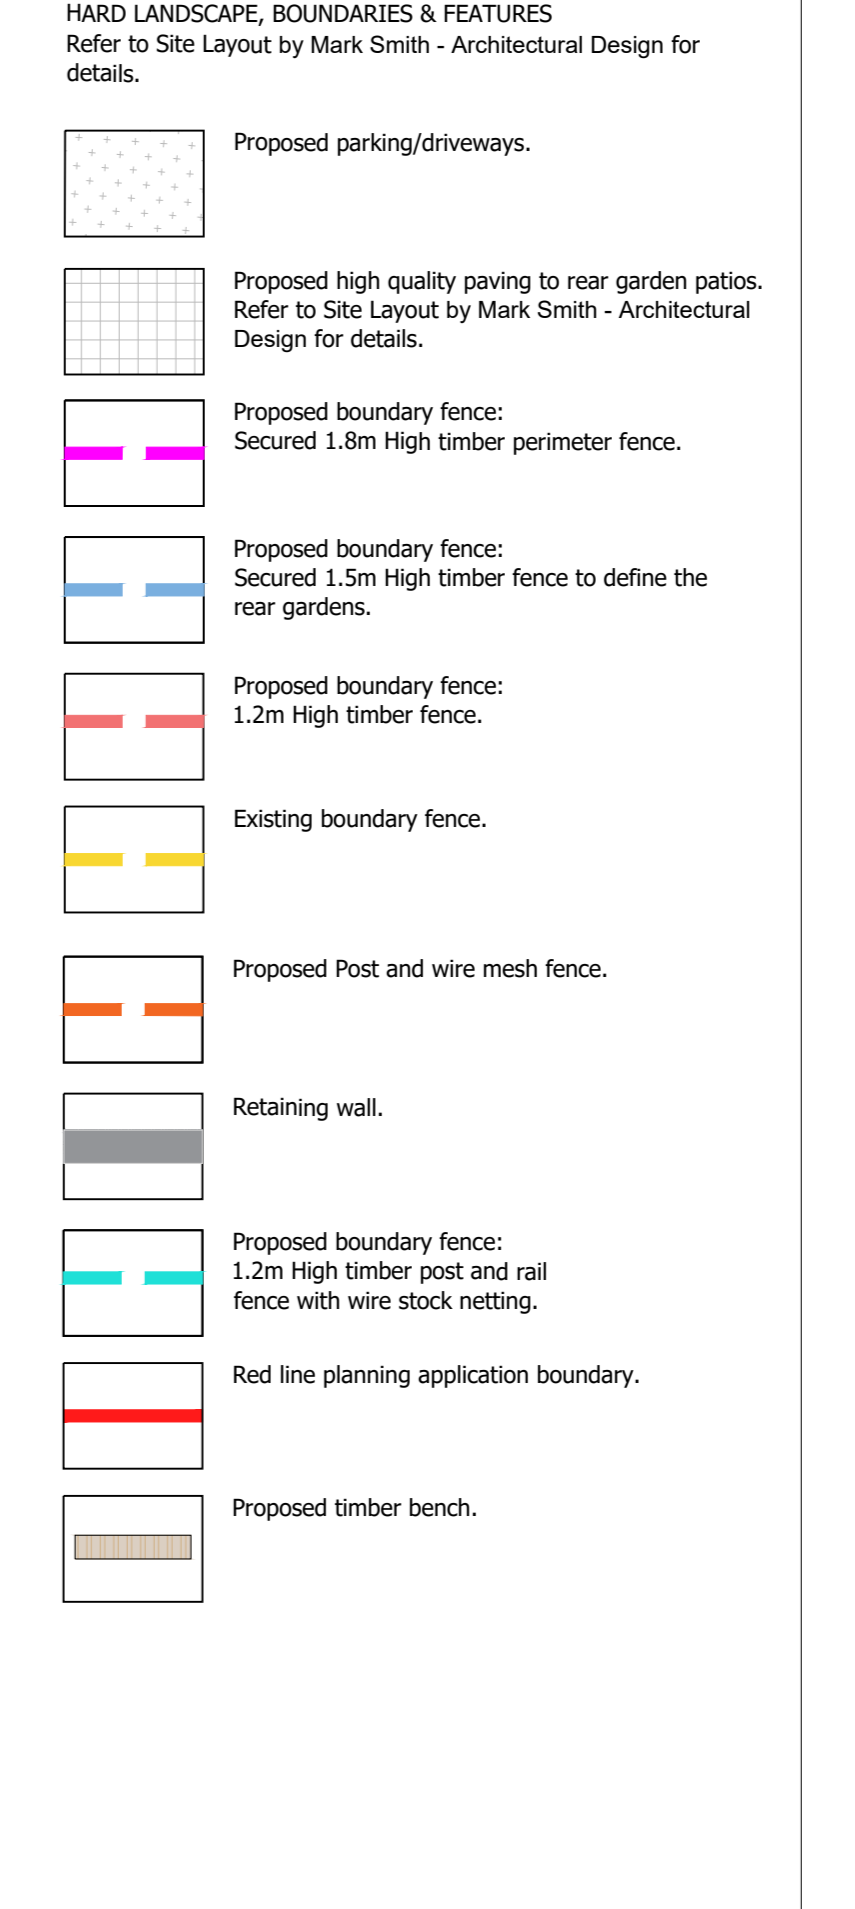 HARD LANDSCAPE, BOUNDARIES & FEATURES
Refer to Site Layout by Mark Smith - Architectural Design for
details.
Proposed parking/driveways.
Proposed high quality paving to rear garden patios.
Refer to Site Layout by Mark Smith - Architectural
Design for details.
Proposed boundary fence:
Secured 1.8m High timber perimeter fence.
Proposed boundary fence:
Secured 1.5m High timber fence to define the
rear gardens.
Proposed boundary fence:
1.2m High timber fence.
Existing boundary fence.
Proposed Post and wire mesh fence.
Retaining wall.
Proposed boundary fence:
1.2m High timber post and rail
fence with wire stock netting.
Red line planning application boundary.
Proposed timber bench.